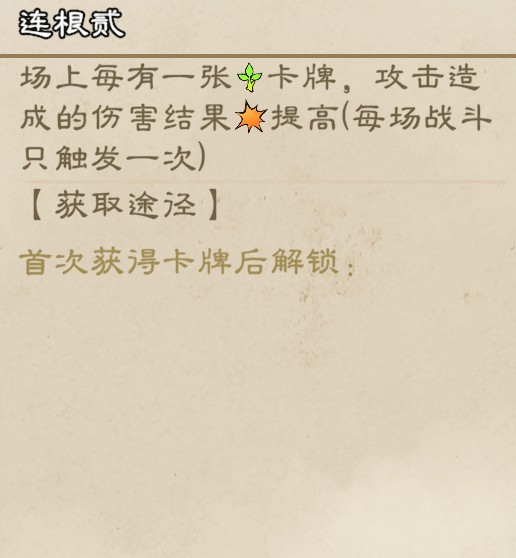 连根贰
场上每有一张卡牌，攻击造
成的伤害结果提高(每场战斗
只触发一次)
【获取途径】
首次获得卡牌后解锁；